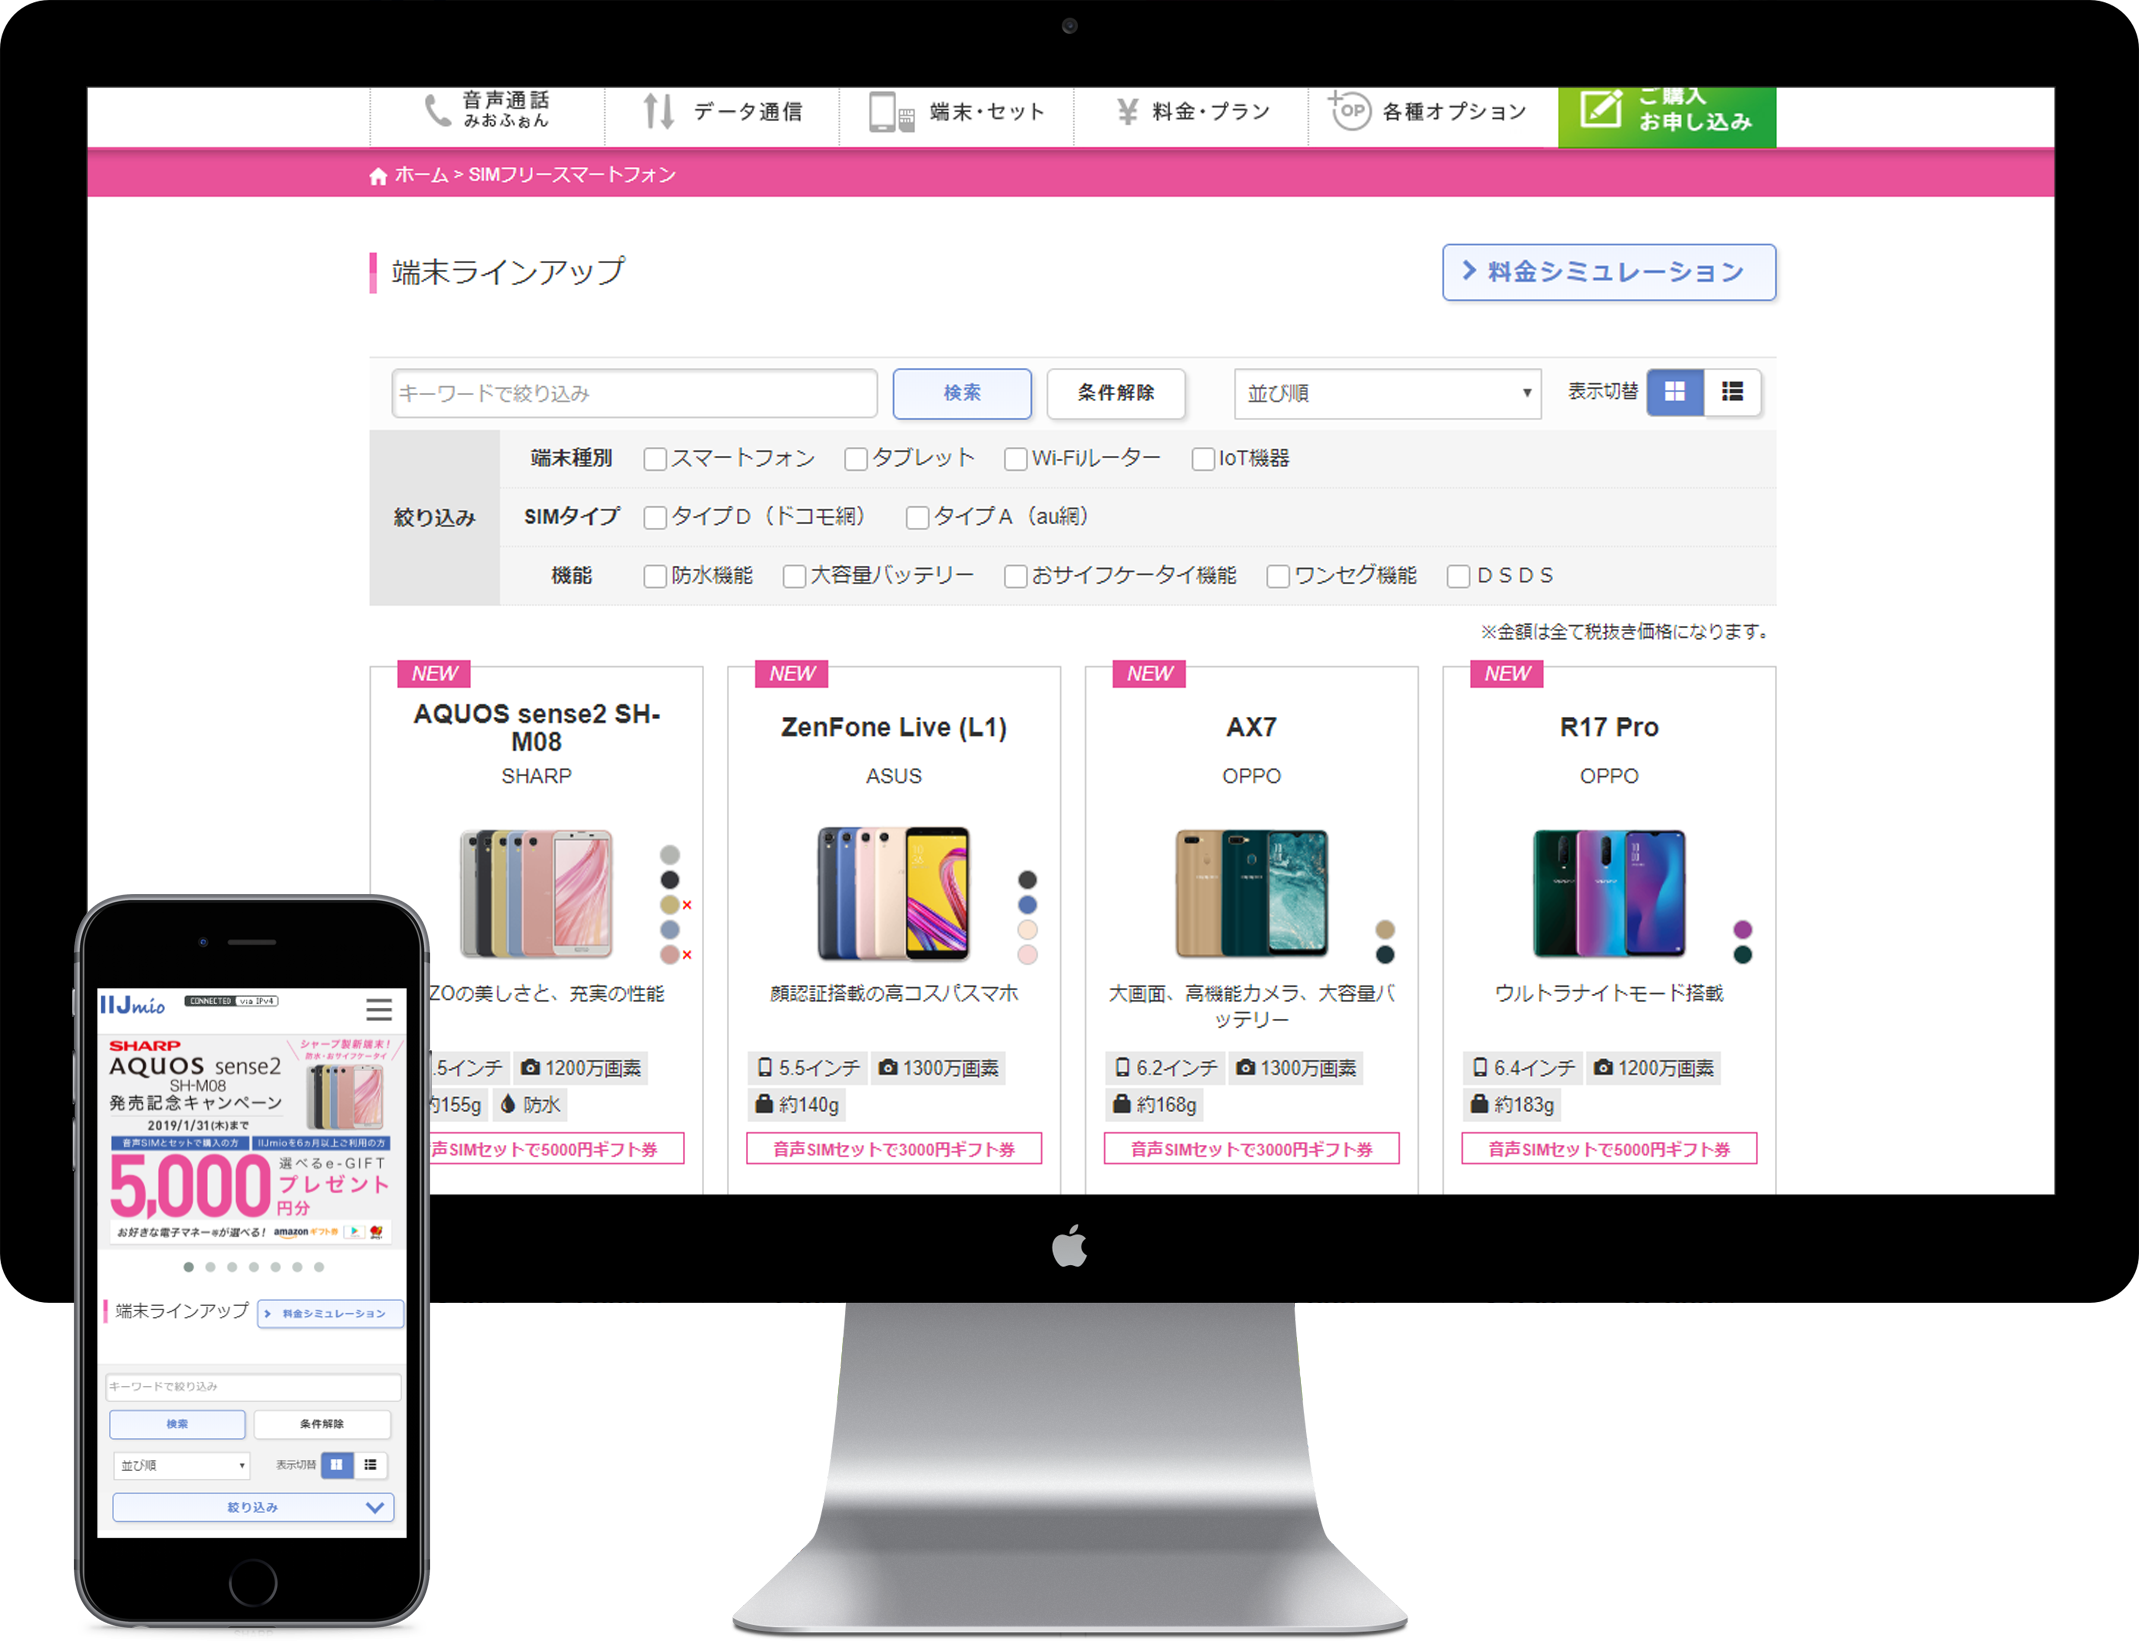 音声通話
みおふぉん
データ通信
端末・セット
¥ 料金・プラン
+OP 各種オプション
ご購入
お申し込み
ホーム > SIMフリースマートフォン
端末ラインアップ
料金シミュレーション
キーワードで絞り込み
検索
条件解除
並び順
表示切替
絞り込み
端末種別
スマートフォン
タブレット
Wi-Fiルーター
IoT機器
SIMタイプ
タイプD（ドコモ網）
タイプA（au網）
機能
防水機能
大容量バッテリー
おサイフケータイ機能
ワンセグ機能
DSDS
※金額は全て税抜き価格になります。
NEW
AQUOS sense2 SH-
M08
SHARP
ZOの美しさと、充実の性能
.5インチ
1200万画素
約155g
防水
声SIMセットで5000円ギフト券
NEW
ZenFone Live (L1)
ASUS
顔認証搭載の高コスパスマホ
5.5インチ
1300万画素
約140g
音声SIMセットで3000円ギフト券
NEW
AX7
OPPO
大画面、高機能カメラ、大容量バ
ッテリー
6.2インチ
1300万画素
約168g
音声SIMセットで3000円ギフト券
NEW
R17 Pro
OPPO
ウルトラナイトモード搭載
6.4インチ
1200万画素
約183g
音声SIMセットで5000円ギフト券
IIJmio
CONNECTED via IPv4
SHARP
AQUOS sense2
SH-M08
発売記念キャンペーン
2019/1/31(木)まで
シャープ製新端末！
防水・おサイフケータイ
音声SIMとセットで購入の方
IIJmioを6ヵ月以上ご利用の方
5,000
円分
選べるe-GIFT
プレゼント
お好きな電子マネー等が選べる！
amazon ギフト券
端末ラインアップ
料金シミュレーション
キーワードで絞り込み
検索
条件解除
並び順
表示切替
絞り込み